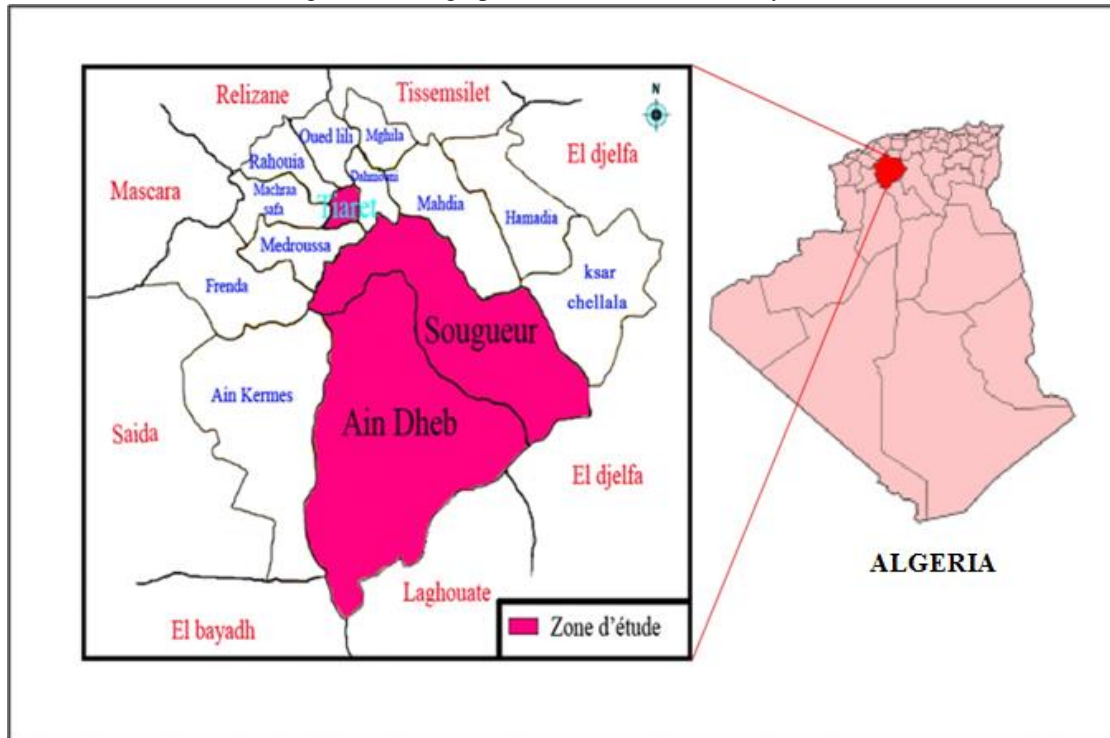 Relizane
Tissemsilet
Oued lili
Mghila
El djelfa
Rahouia
Dahmouni
Mascara
Machraa
safa
Tiaret
Mahdia
Hamadia
Medroussa
Frenda
ksar
chellala
Sougueur
Ain Kermes
Ain Dheb
Saida
El djelfa
Laghouate
El bayadh
Zone d'étude
N
ALGERIA